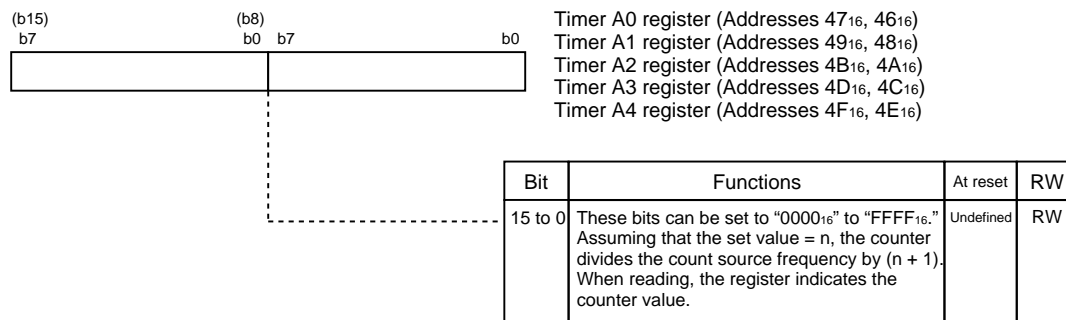 (b15) (b8)
b7 b0 b7 b0
Timer A0 register (Addresses 47₁₆, 46₁₆)
Timer A1 register (Addresses 49₁₆, 48₁₆)
Timer A2 register (Addresses 4B₁₆, 4A₁₆)
Timer A3 register (Addresses 4D₁₆, 4C₁₆)
Timer A4 register (Addresses 4F₁₆, 4E₁₆)
Bit Functions At reset RW
15 to 0 These bits can be set to “0000₁₆” to “FFFF₁₆.” Undefined RW
Assuming that the set value = n, the counter
divides the count source frequency by (n + 1).
When reading, the register indicates the
counter value.